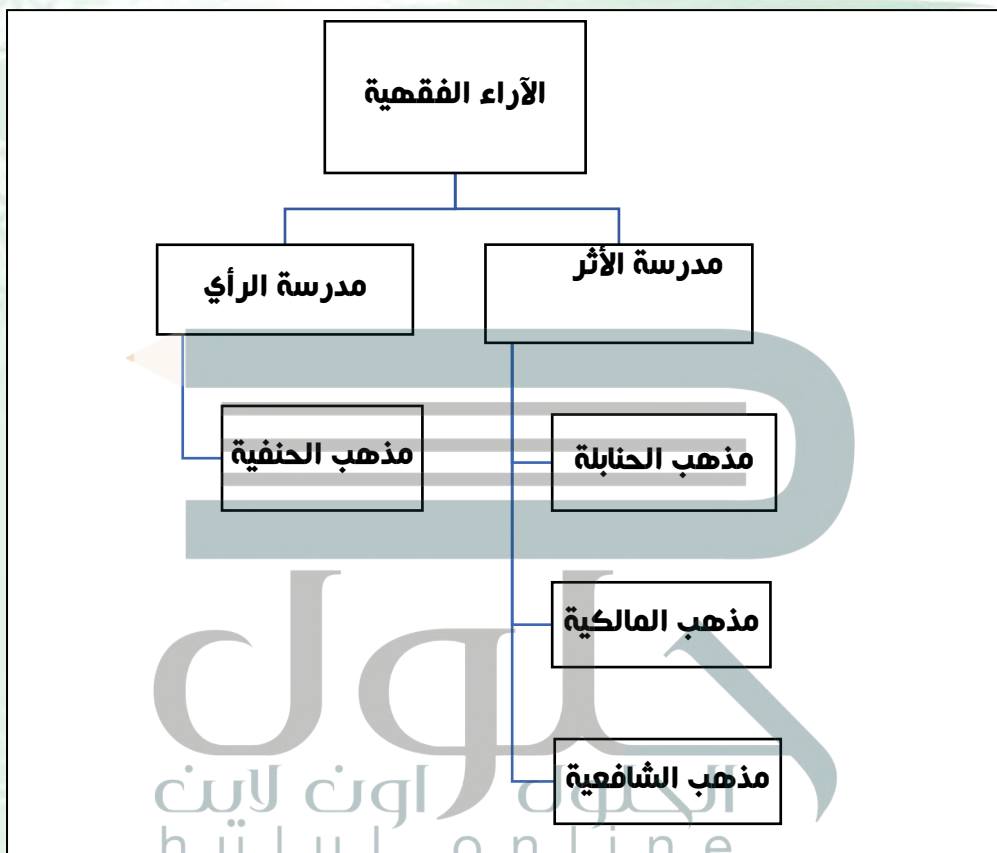 الآراء الفقهية
مدرسة الأثر
مدرسة الرأي
مذهب الحنابلة
مذهب الحنفية
مذهب المالكية
مذهب الشافعية
حلول
الحلول اون لاين
hulul online